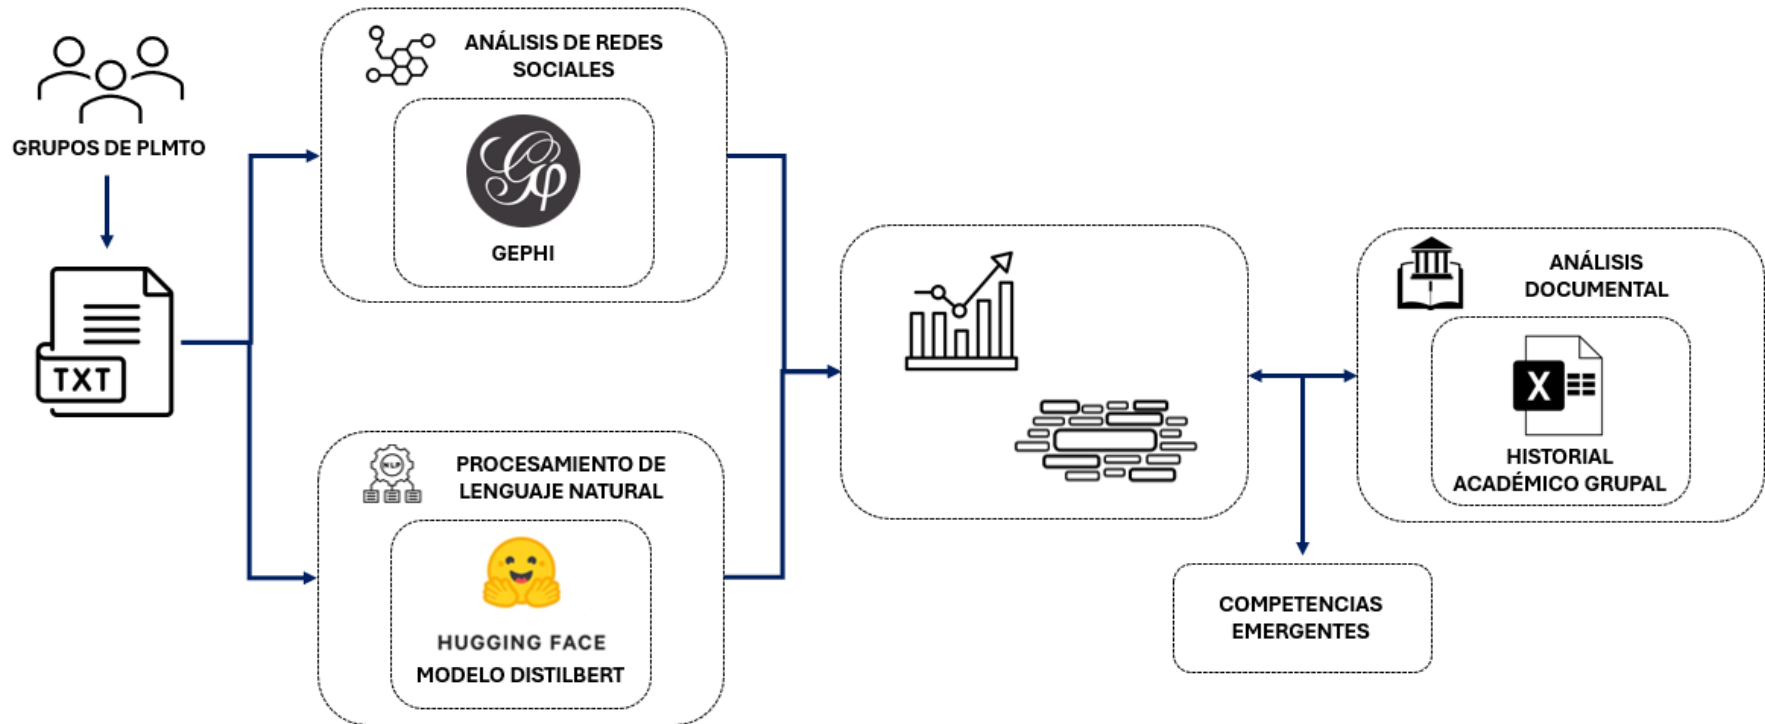 GRUPOS DE PLMTO
TXT
ANÁLISIS DE REDES
SOCIALES
GEPHI
NLP
PROCESAMIENTO DE
LENGUAJE NATURAL
HUGGING FACE
MODELO DISTILBERT
ANÁLISIS
DOCUMENTAL
X
HISTORIAL
ACADÉMICO GRUPAL
COMPETENCIAS
EMERGENTES